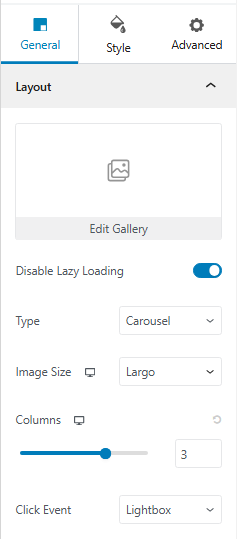 General Style Advanced
Layout
Edit Gallery
Disable Lazy Loading
Type Carousel
Image Size Largo
Columns
3
Click Event Lightbox